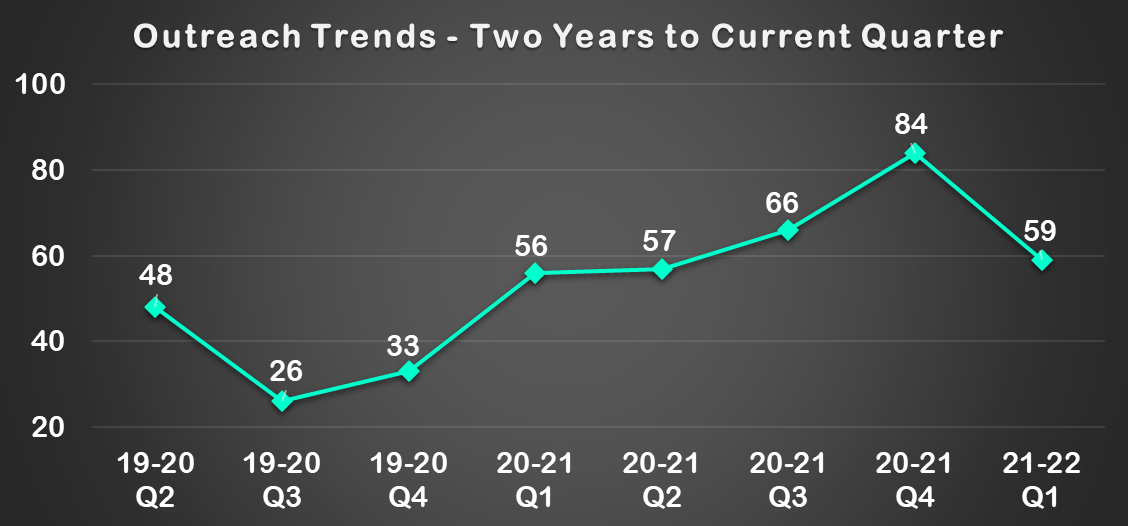 Outreach Trends - Two Years to Current Quarter
100
80
60
40
20
48
26
33
56
57
66
84
59
19-20 Q2
19-20 Q3
19-20 Q4
20-21 Q1
20-21 Q2
20-21 Q3
20-21 Q4
21-22 Q1